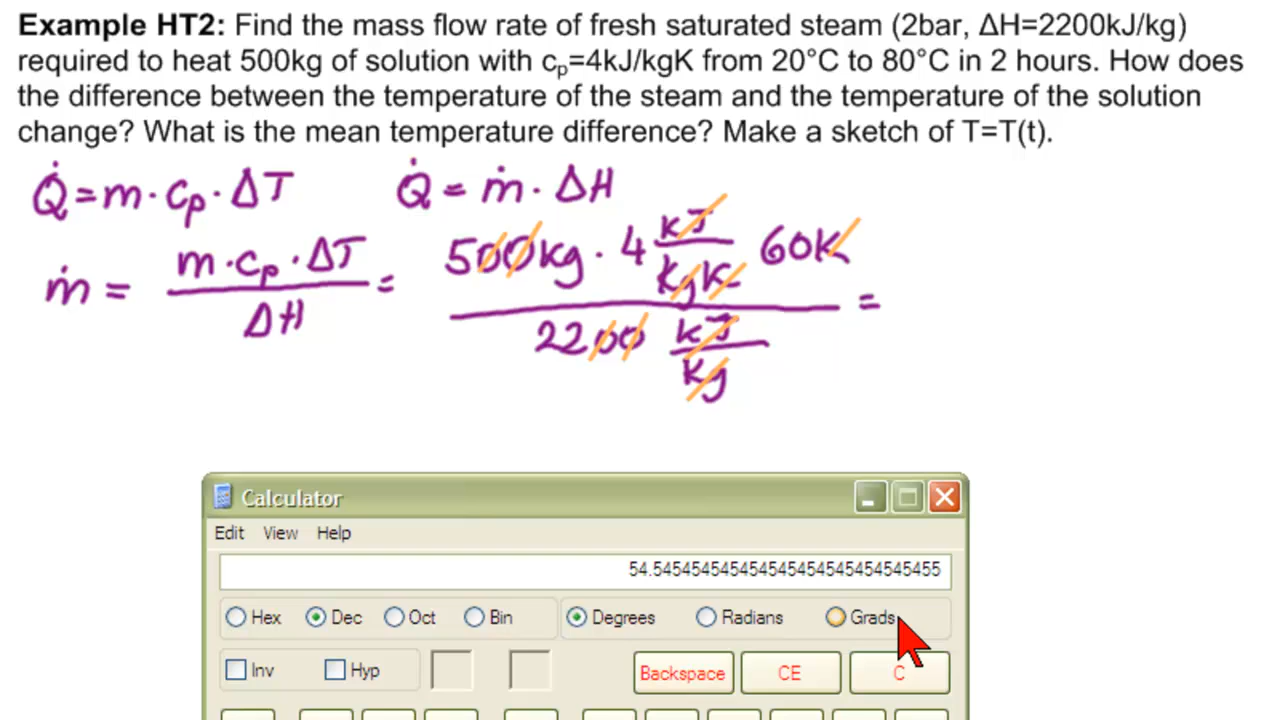 Example HT2: Find the mass flow rate of fresh saturated steam (2bar, ΔH=2200kJ/kg)
required to heat 500kg of solution with cₚ=4kJ/kgK from 20°C to 80°C in 2 hours. How does
the difference between the temperature of the steam and the temperature of the solution
change? What is the mean temperature difference? Make a sketch of T=T(t).
Q̇ = m · cₚ · ΔT Q̇ = ṁ · ΔH
ṁ = m · cₚ · ΔT / ΔH = 500kg · 4 kJ/kgK 60K / 2200 kJ/kg =
Calculator
Edit View Help
54.545454545454545454545454545455
Hex Dec Oct Bin Degrees Radians Grads
Inv Hyp Backspace CE C